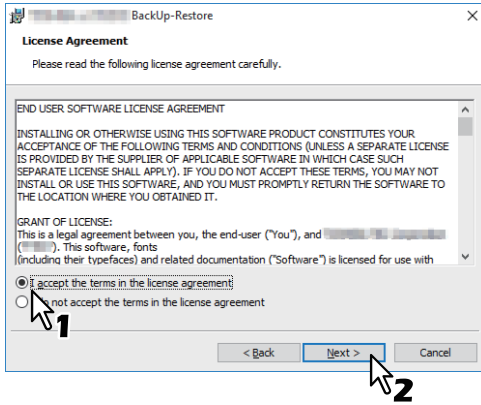 BackUp-Restore
License Agreement
Please read the following license agreement carefully.
END USER SOFTWARE LICENSE AGREEMENT
INSTALLING OR OTHERWISE USING THIS SOFTWARE PRODUCT CONSTITUTES YOUR
ACCEPTANCE OF THE FOLLOWING TERMS AND CONDITIONS (UNLESS A SEPARATE LICENSE
IS PROVIDED BY THE SUPPLIER OF APPLICABLE SOFTWARE IN WHICH CASE SUCH
SEPARATE LICENSE SHALL APPLY). IF YOU DO NOT ACCEPT THESE TERMS, YOU MAY NOT
INSTALL OR USE THIS SOFTWARE, AND YOU MUST PROMPTLY RETURN THE SOFTWARE TO
THE LOCATION WHERE YOU OBTAINED IT.
GRANT OF LICENSE:
This is a legal agreement between you, the end-user ("You"), and
( "). This software, fonts
(including their typefaces) and related documentation ("Software") is licensed for use with
I accept the terms in the license agreement
do not accept the terms in the license agreement
1
< Back Next > Cancel
2